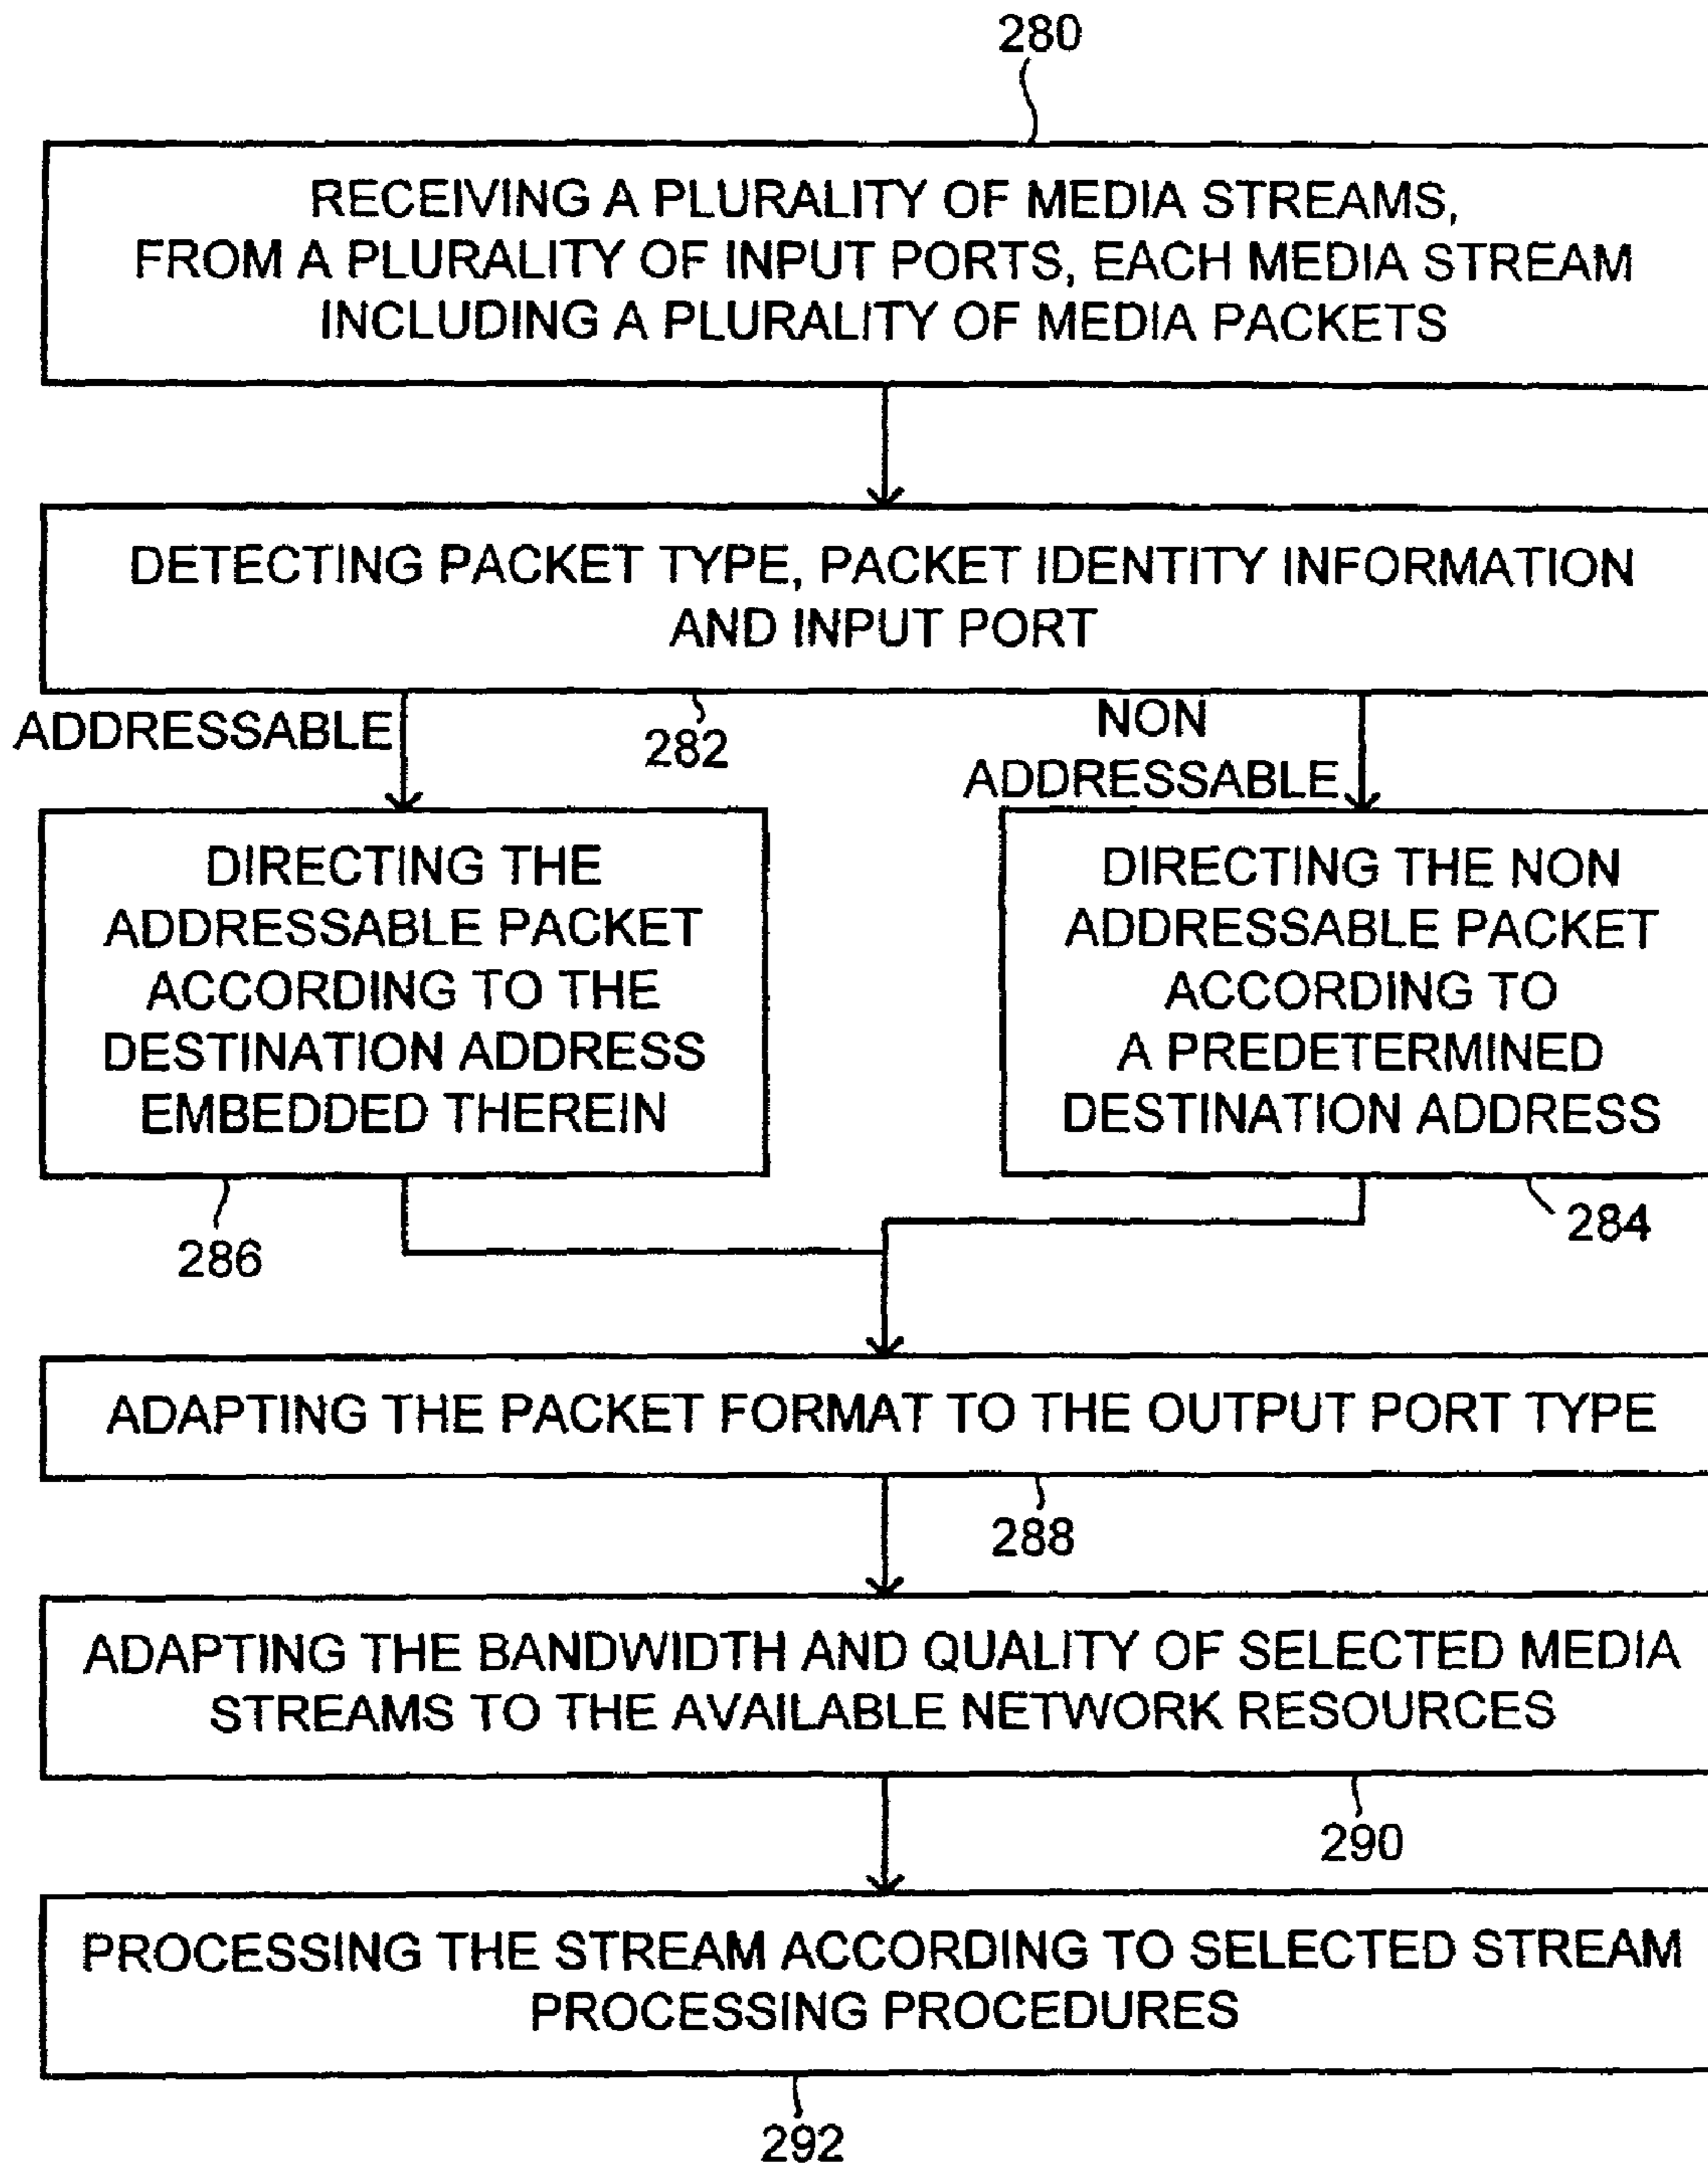 280
RECEIVING A PLURALITY OF MEDIA STREAMS,
FROM A PLURALITY OF INPUT PORTS, EACH MEDIA STREAM
INCLUDING A PLURALITY OF MEDIA PACKETS
DETECTING PACKET TYPE, PACKET IDENTITY INFORMATION
AND INPUT PORT
ADDRESSABLE
282
NON
ADDRESSABLE
DIRECTING THE
ADDRESSABLE PACKET
ACCORDING TO THE
DESTINATION ADDRESS
EMBEDDED THEREIN
286
DIRECTING THE NON
ADDRESSABLE PACKET
ACCORDING TO
A PREDETERMINED
DESTINATION ADDRESS
284
ADAPTING THE PACKET FORMAT TO THE OUTPUT PORT TYPE
288
ADAPTING THE BANDWIDTH AND QUALITY OF SELECTED MEDIA
STREAMS TO THE AVAILABLE NETWORK RESOURCES
290
PROCESSING THE STREAM ACCORDING TO SELECTED STREAM
PROCESSING PROCEDURES
292